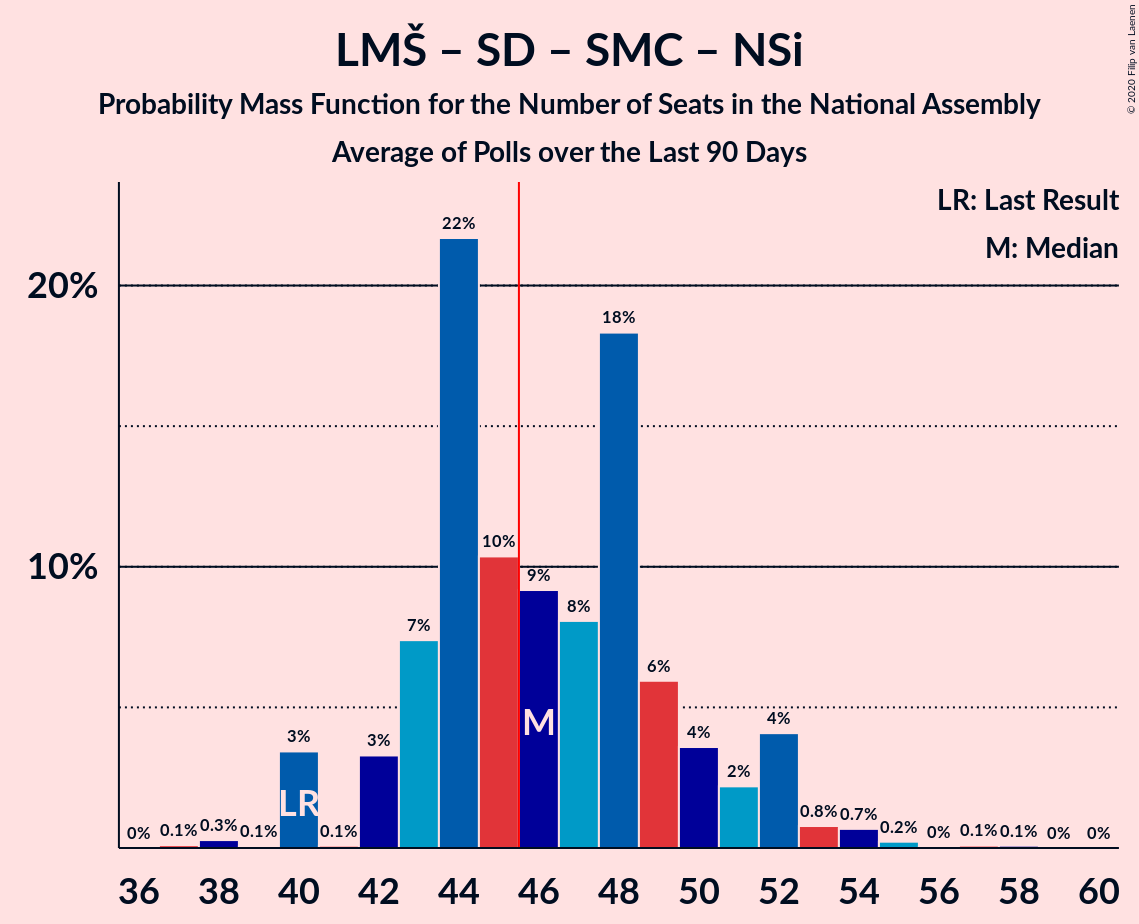 LMŠ – SD – SMC – NSi
Probability Mass Function for the Number of Seats in the National Assembly
Average of Polls over the Last 90 Days
© 2020 Filip van Laenen
LR: Last Result
M: Median
20%
10%
0% 0.1% 0.3% 0.1% 3% 0.1% 3% 7% 22% 10% 9% 8% 18% 6% 4% 2% 4% 0.8% 0.7% 0.2% 0% 0.1% 0.1% 0% 0%
LR M
36 38 40 42 44 46 48 50 52 54 56 58 60